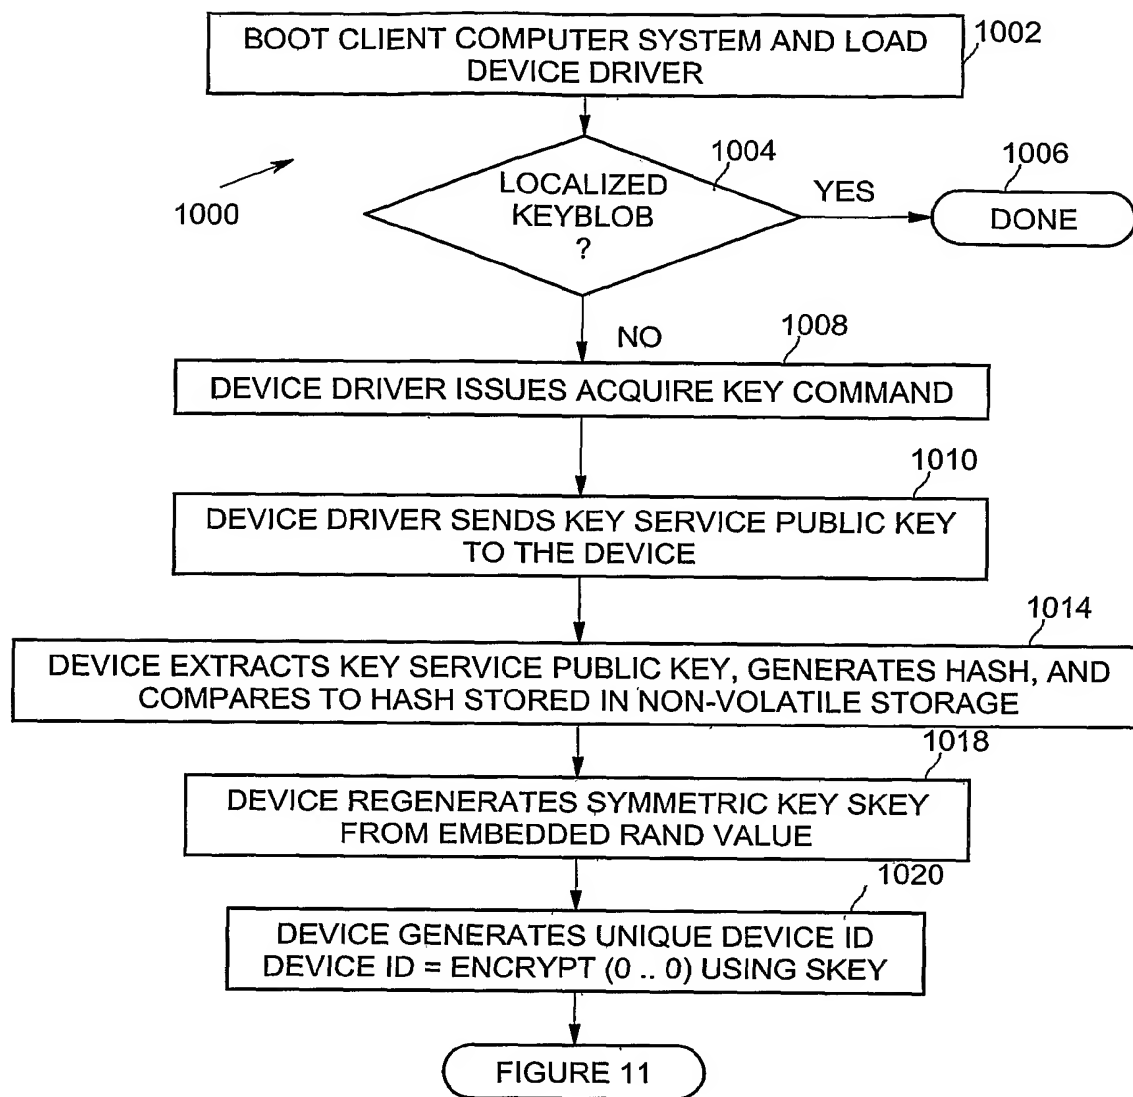 BOOT CLIENT COMPUTER SYSTEM AND LOAD
DEVICE DRIVER
1002
1000
LOCALIZED
KEYBLOB
?
1004
YES
1006
DONE
NO
1008
DEVICE DRIVER ISSUES ACQUIRE KEY COMMAND
1010
DEVICE DRIVER SENDS KEY SERVICE PUBLIC KEY
TO THE DEVICE
1014
DEVICE EXTRACTS KEY SERVICE PUBLIC KEY, GENERATES HASH, AND
COMPARES TO HASH STORED IN NON-VOLATILE STORAGE
1018
DEVICE REGENERATES SYMMETRIC KEY SKEY
FROM EMBEDDED RAND VALUE
1020
DEVICE GENERATES UNIQUE DEVICE ID
DEVICE ID = ENCRYPT (0 .. 0) USING SKEY
FIGURE 11